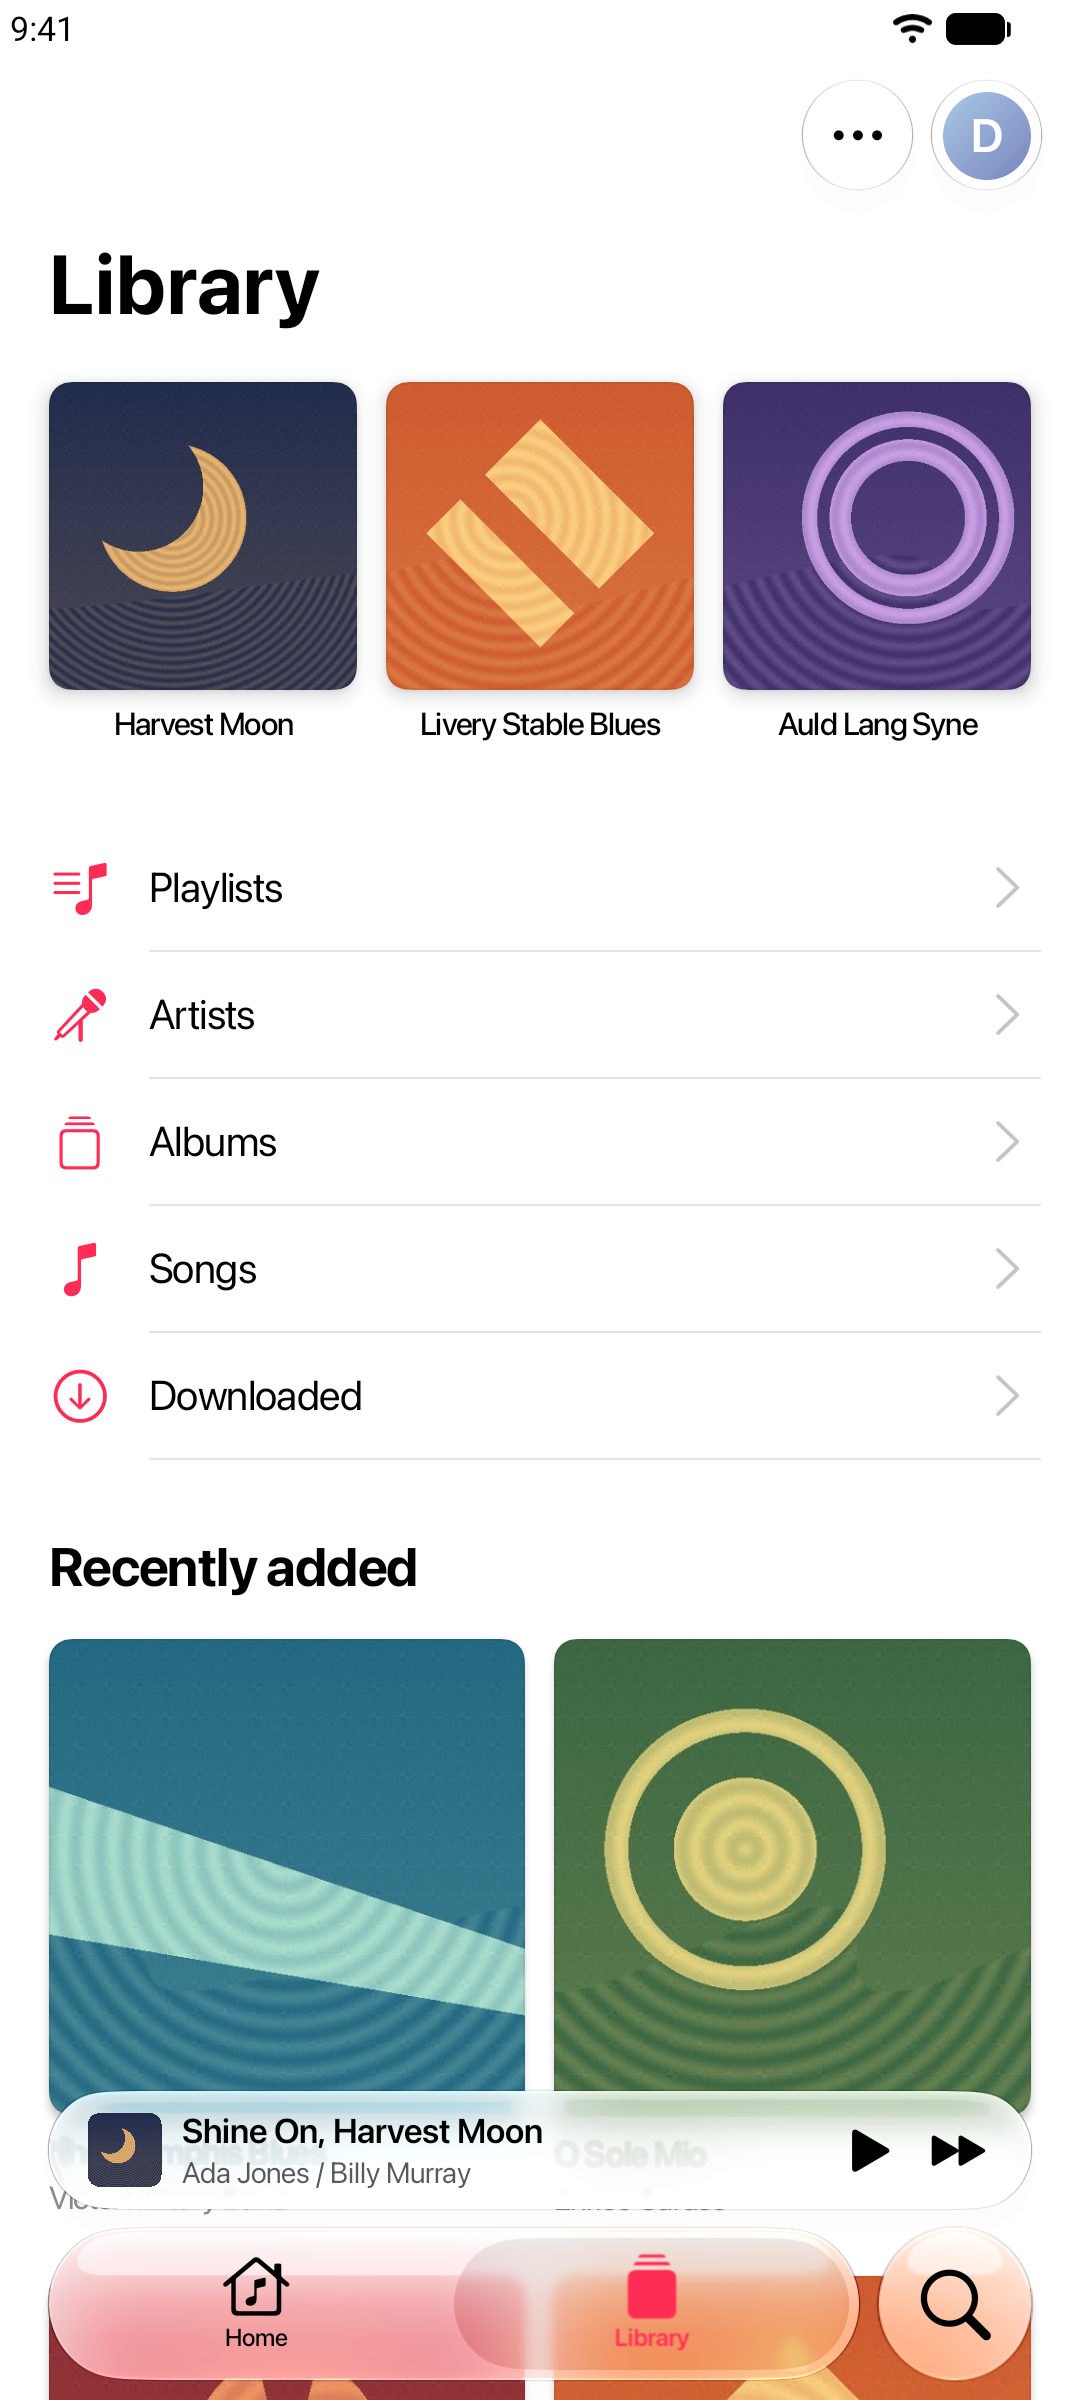 9:41
D
Library
Harvest Moon
Livery Stable Blues
Auld Lang Syne
Playlists
Artists
Albums
Songs
Downloaded
Recently added
Shine On, Harvest Moon
Ada Jones / Billy Murray
O Sole Mio
Home
Library